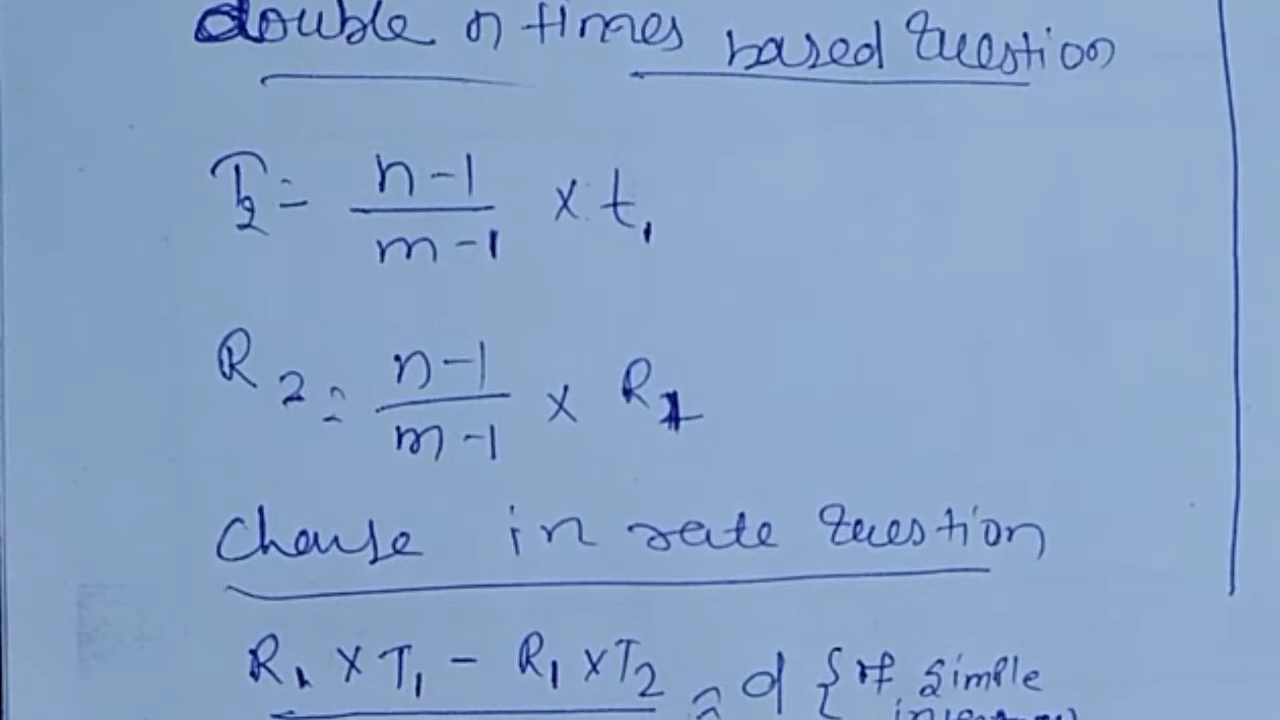 double n times based Question
T2 = n-1 / m-1 × t1
R2 = n-1 / m-1 × R1
Change in rate Question
R1 × T1 - R1 × T2 = d { If Simple